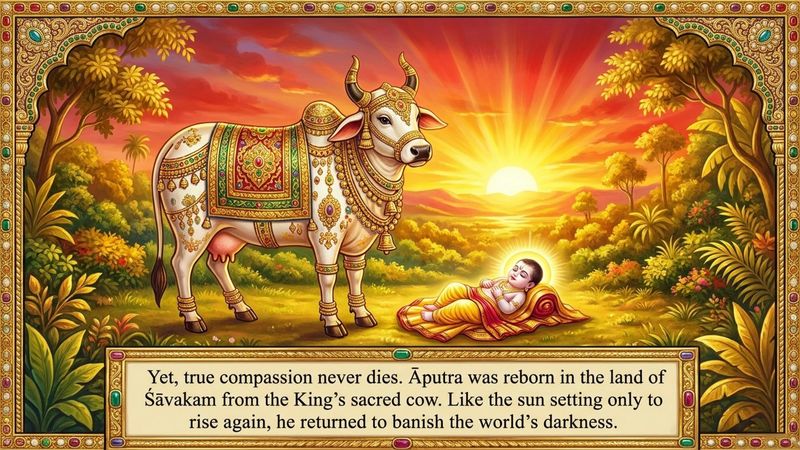 Yet, true compassion never dies. Āputra was reborn in the land of
Śāvakam from the King’s sacred cow. Like the sun setting only to
rise again, he returned to banish the world’s darkness.